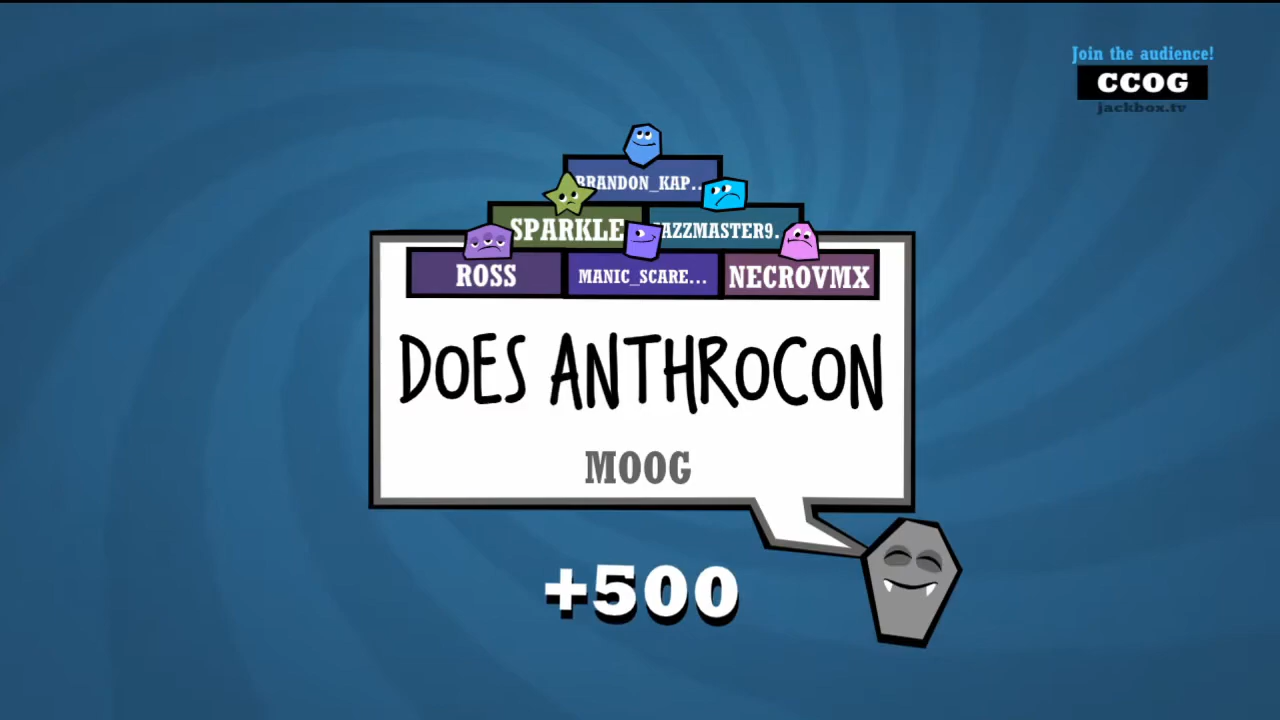 Join the audience!
CCOG
jackbox.tv
BRANDON_KAP...
SPARKLE
JAZZMASTER9.
ROSS
MANIC_SCARE...
NECROVMX
DOES ANTHROCON
MOOG
+500